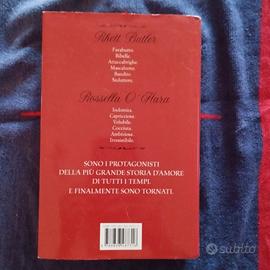 Rhett Butler
Farabutto.
Ribelle.
Attaccabrighe.
Mascalzone.
Bandito.
Seduttore.
Rossella O'Hara
Indomita.
Capricciosa.
Volubile.
Cocciuta.
Ambiziosa.
Irresistibile.
SONO I PROTAGONISTI
DELLA PIÙ GRANDE STORIA D'AMORE
DI TUTTI I TEMPI.
E FINALMENTE SONO TORNATI.
subito